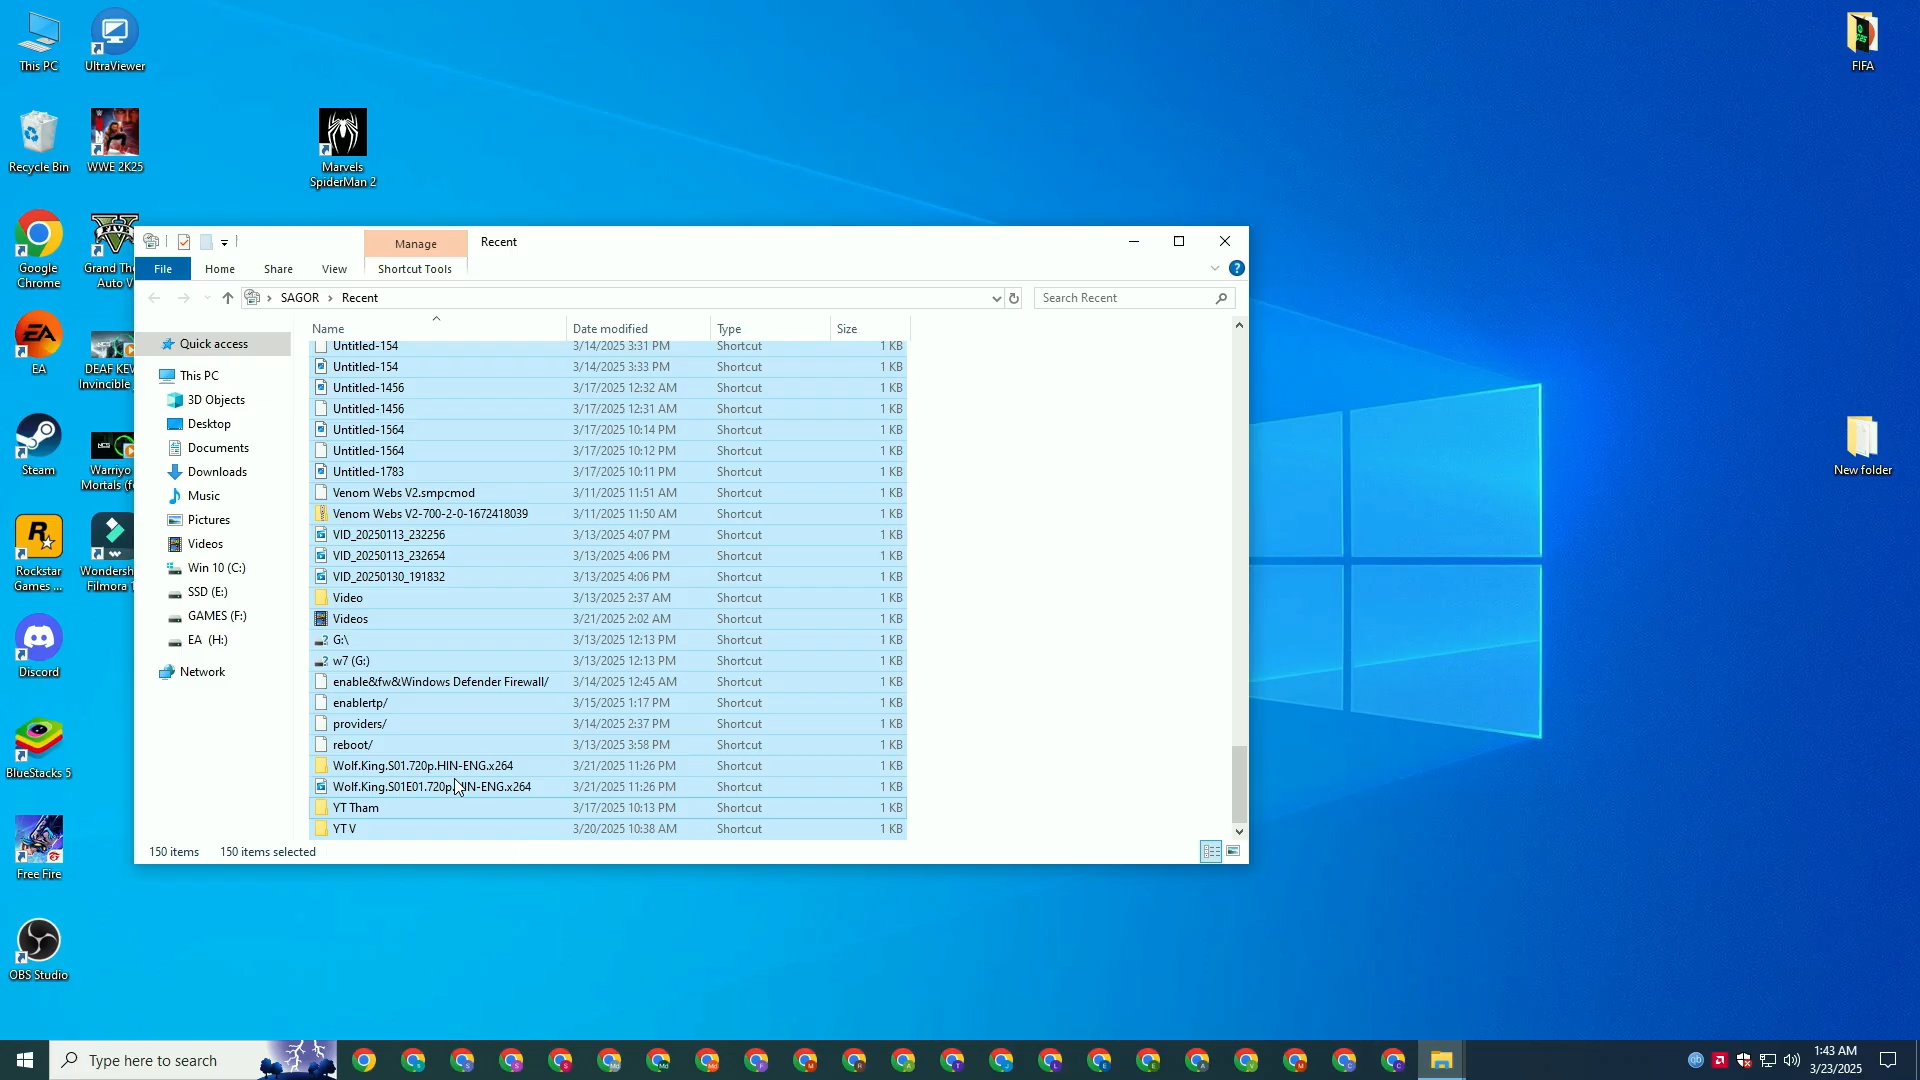 This PC
UltraViewer
FIFA
Recycle Bin
WWE 2K25
Marvels
SpiderMan 2
Google
Chrome
Grand The
Auto V
EA
DEAF KEV
Invincible
Steam
Warriyo
Mortals (fe
New folder
Rockstar
Games ...
Wondersh
Filmora 1
Discord
BlueStacks 5
Free Fire
OBS Studio
Manage
Recent
File
Home
Share
View
Shortcut Tools
SAGOR > Recent
Search Recent
Name
Date modified
Type
Size
Quick access
This PC
3D Objects
Desktop
Documents
Downloads
Music
Pictures
Videos
Win 10 (C:)
SSD (E:)
GAMES (F:)
EA (H:)
Network
Untitled-154 3/14/2025 3:31 PM Shortcut 1 KB
Untitled-154 3/14/2025 3:33 PM Shortcut 1 KB
Untitled-1456 3/17/2025 12:32 AM Shortcut 1 KB
Untitled-1456 3/17/2025 12:31 AM Shortcut 1 KB
Untitled-1564 3/17/2025 10:14 PM Shortcut 1 KB
Untitled-1564 3/17/2025 10:12 PM Shortcut 1 KB
Untitled-1783 3/17/2025 10:11 PM Shortcut 1 KB
Venom Webs V2.smpcmod 3/11/2025 11:51 AM Shortcut 1 KB
Venom Webs V2-700-2-0-1672418039 3/11/2025 11:50 AM Shortcut 1 KB
VID_20250113_232256 3/13/2025 4:07 PM Shortcut 1 KB
VID_20250113_232654 3/13/2025 4:06 PM Shortcut 1 KB
VID_20250130_191832 3/13/2025 4:06 PM Shortcut 1 KB
Video 3/13/2025 2:37 AM Shortcut 1 KB
Videos 3/21/2025 2:02 AM Shortcut 1 KB
G:\ 3/13/2025 12:13 PM Shortcut 1 KB
w7 (G:) 3/13/2025 12:13 PM Shortcut 1 KB
enable&fw&Windows Defender Firewall/ 3/14/2025 12:45 AM Shortcut 1 KB
enablertp/ 3/15/2025 1:17 PM Shortcut 1 KB
providers/ 3/14/2025 2:37 PM Shortcut 1 KB
reboot/ 3/13/2025 3:58 PM Shortcut 1 KB
Wolf.King.S01.720p.HIN-ENG.x264 3/21/2025 11:26 PM Shortcut 1 KB
Wolf.King.S01E01.720p.HIN-ENG.x264 3/21/2025 11:26 PM Shortcut 1 KB
YT Tham 3/17/2025 10:13 PM Shortcut 1 KB
YT V 3/20/2025 10:38 AM Shortcut 1 KB
150 items 150 items selected
Type here to search
1:43 AM
3/23/2025